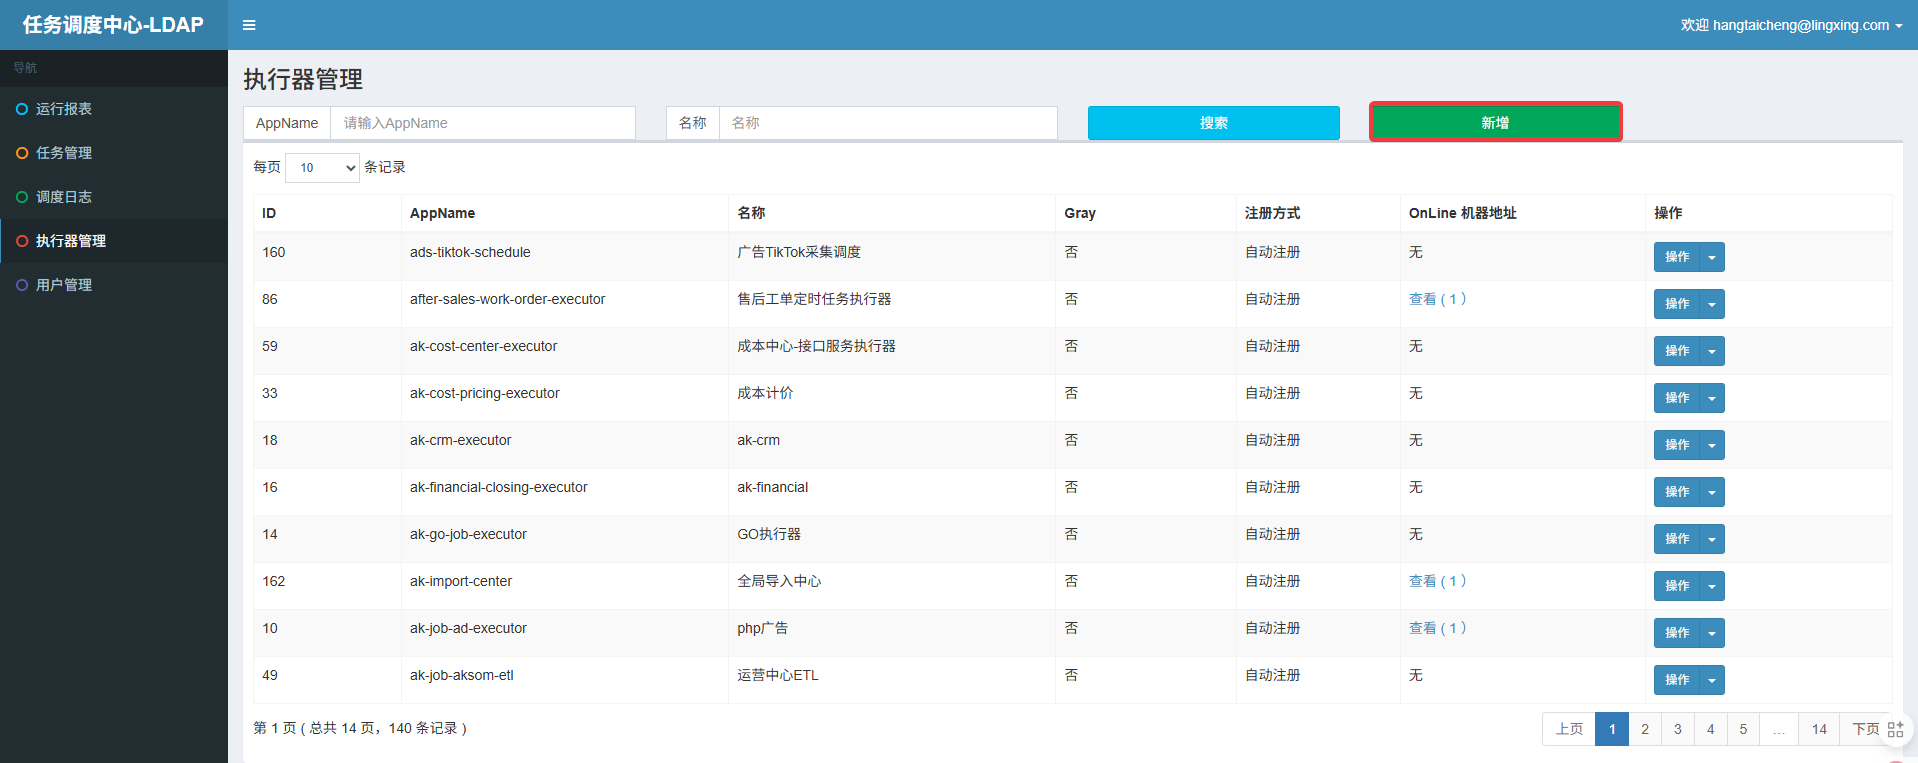 任务调度中心-LDAP
欢迎 hangtaicheng@lingxing.com
导航
运行报表
任务管理
调度日志
执行器管理
用户管理
执行器管理
AppName 请输入AppName 名称 名称 搜索 新增
每页 10 条记录
ID AppName 名称 Gray 注册方式 OnLine 机器地址 操作
160 ads-tiktok-schedule 广告TikTok采集调度 否 自动注册 无 操作
86 after-sales-work-order-executor 售后工单定时任务执行器 否 自动注册 查看 ( 1 ) 操作
59 ak-cost-center-executor 成本中心-接口服务执行器 否 自动注册 无 操作
33 ak-cost-pricing-executor 成本计价 否 自动注册 无 操作
18 ak-crm-executor ak-crm 否 自动注册 无 操作
16 ak-financial-closing-executor ak-financial 否 自动注册 无 操作
14 ak-go-job-executor GO执行器 否 自动注册 无 操作
162 ak-import-center 全局导入中心 否 自动注册 查看 ( 1 ) 操作
10 ak-job-ad-executor php广告 否 自动注册 查看 ( 1 ) 操作
49 ak-job-aksom-etl 运营中心ETL 否 自动注册 无 操作
第 1 页 ( 总共 14 页，140 条记录 )
上页 1 2 3 4 5 … 14 下页